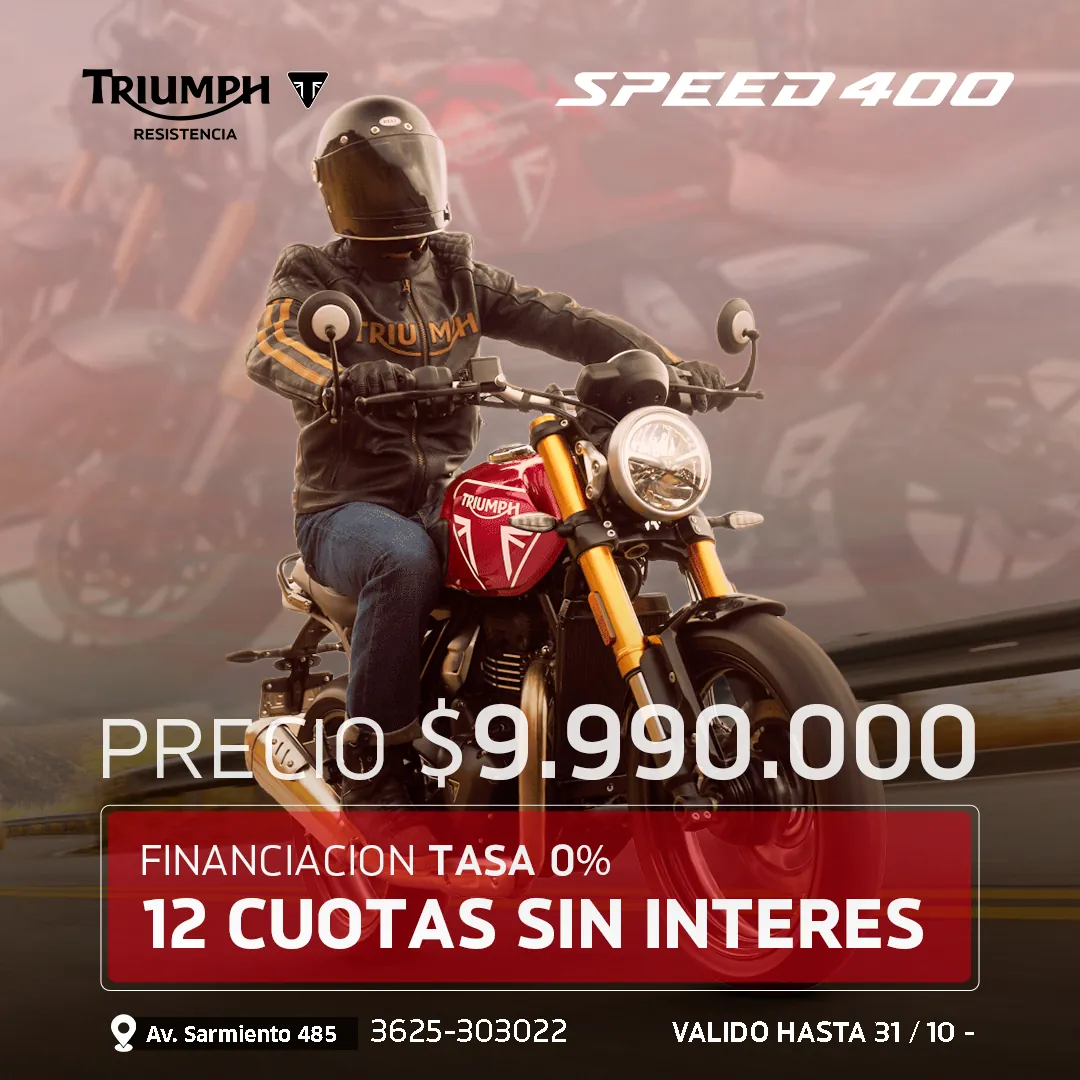 TRIUMPH
RESISTENCIA
SPEED 400
TRIUMPH
TRIUMPH
PRECIO $9.990.000
FINANCIACION TASA 0%
12 CUOTAS SIN INTERES
Av. Sarmiento 485 3625-303022 VALIDO HASTA 31 / 10 -